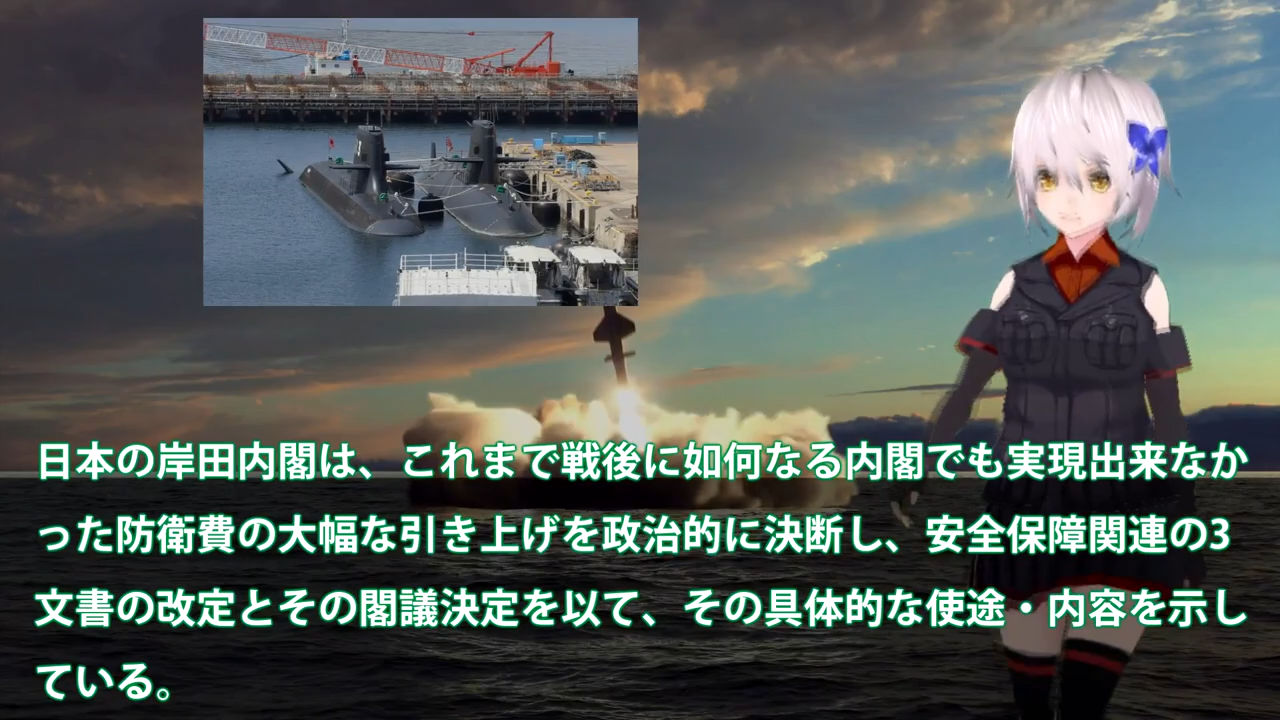 日本の岸田内閣は、これまで戦後に如何なる内閣でも実現出来なか
った防衛費の大幅な引き上げを政治的に決断し、安全保障関連の3
文書の改定とその閣議決定を以て、その具体的な使途・内容を示し
ている。